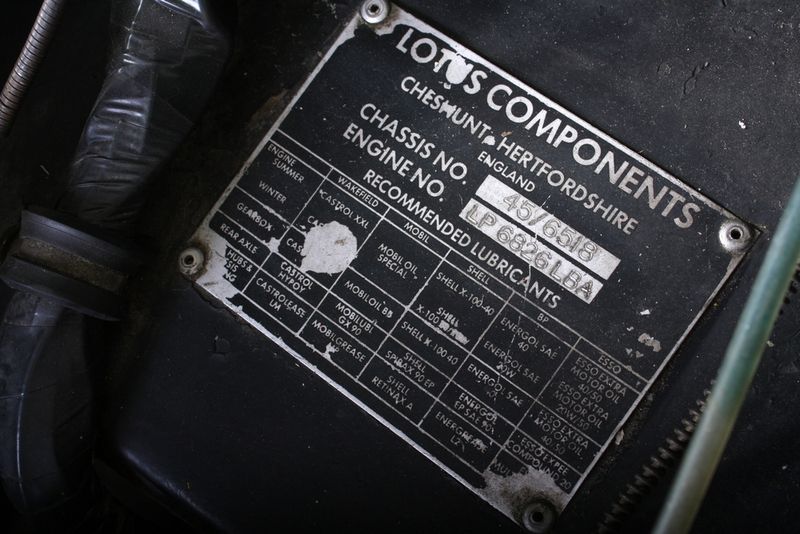 LOTUS COMPONENTS
CHESHUNT, HERTFORDSHIRE
ENGLAND
CHASSIS NO. 45/6518
ENGINE NO. LP 6826 LBA
RECOMMENDED LUBRICANTS
WAKEFIELD MOBIL SHELL BP ESSO
ENGINE SUMMER CASTROL XXL MOBIL OIL SPECIAL SHELL X-100-40 ENERGOL SAE 40 ESSO EXTRA MOTOR OIL 40/50
WINTER SHELL X-100 ENERGOL SAE 20W ESSO EXTRA MOTOR OIL 20W/30
GEARBOX CAS MOBILOIL BB SHELL X-100 40 ENERGOL SAE ESSO EXTRA MOTOR OIL
REAR AXLE CASTROL HYPOY MOBILUBE GX 90 SHELL SPIRAX 90 EP ENERGOL EP SAE 90 ESSO EXPEE COMPOUND
HUBS & CASTROLEASE LM MOBILGREASE SHELL RETINAX A ENERGREASE L2 MUL